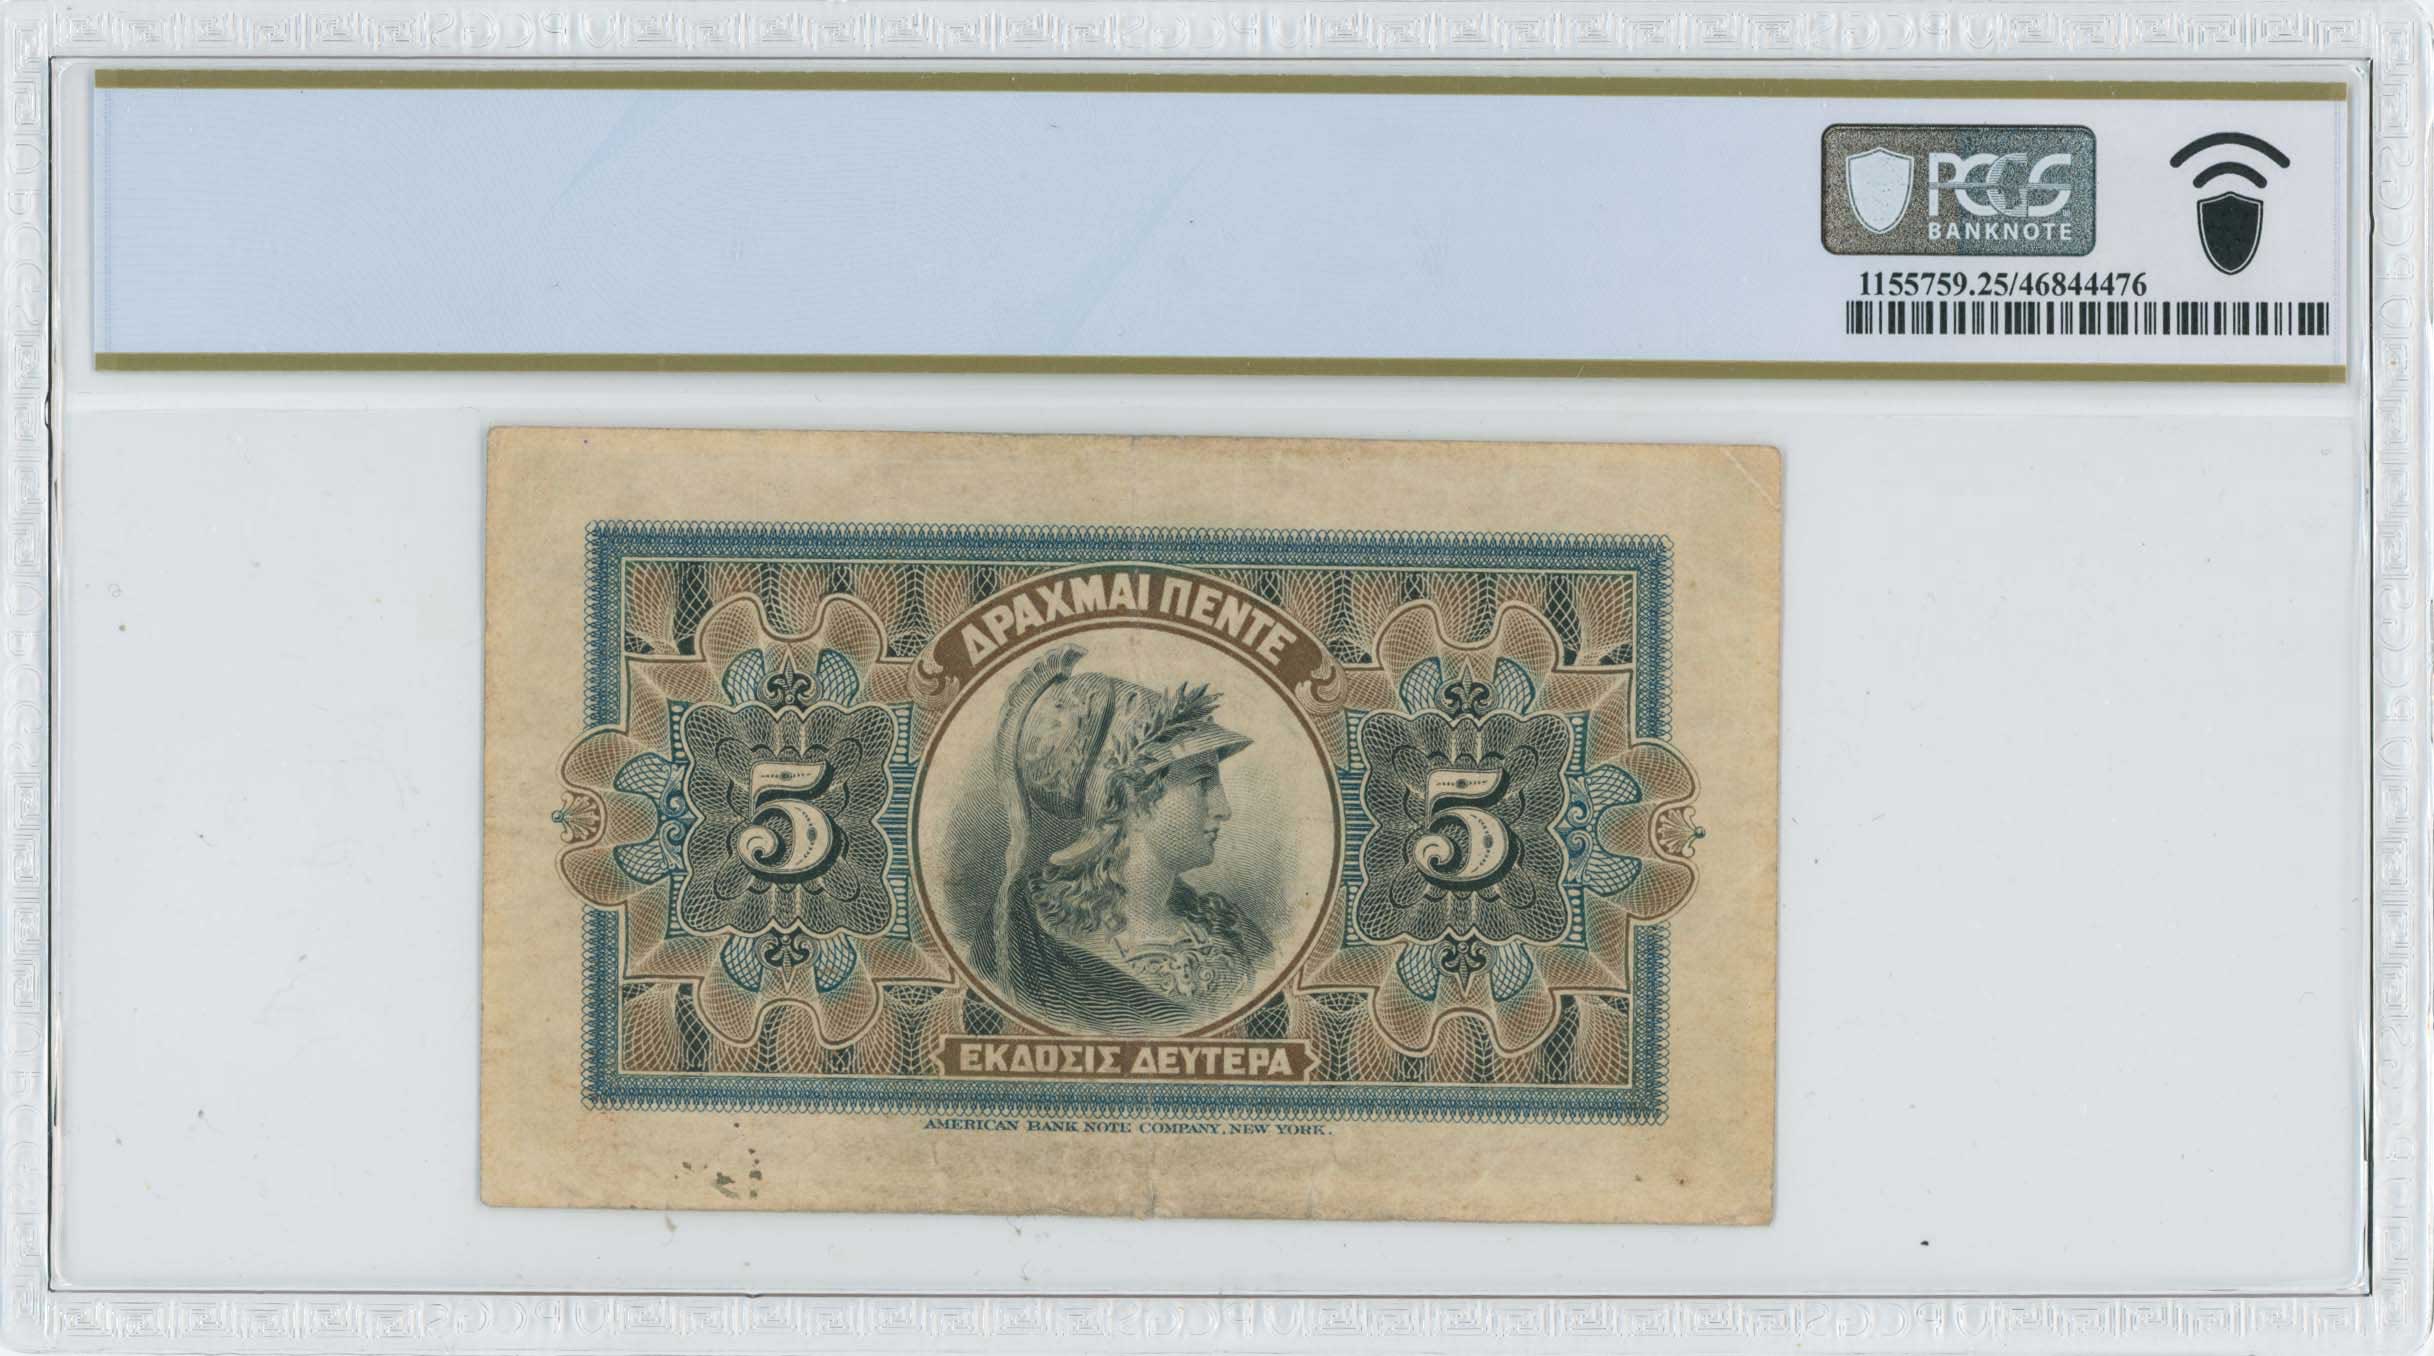 PCGS
BANKNOTE
1155759.25/46844476
ΔΡΑΧΜΑΙ ΠΕΝΤΕ
5 5
ΕΚΔΟΣΙΣ ΔΕΥΤΕΡΑ
AMERICAN BANK NOTE COMPANY, NEW YORK.